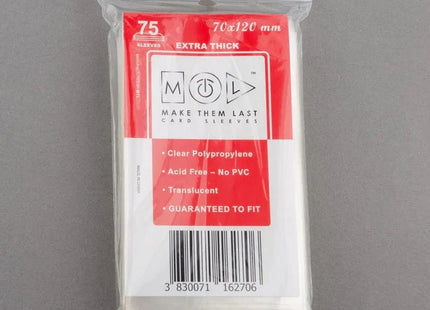 75
SLEEVES
70x120 mm
EXTRA THICK
™
MAKE THEM LAST
CARD SLEEVES
• Clear Polypropylene
• Acid Free – No PVC
• Translucent
• GUARANTEED TO FIT
3 830071 162706